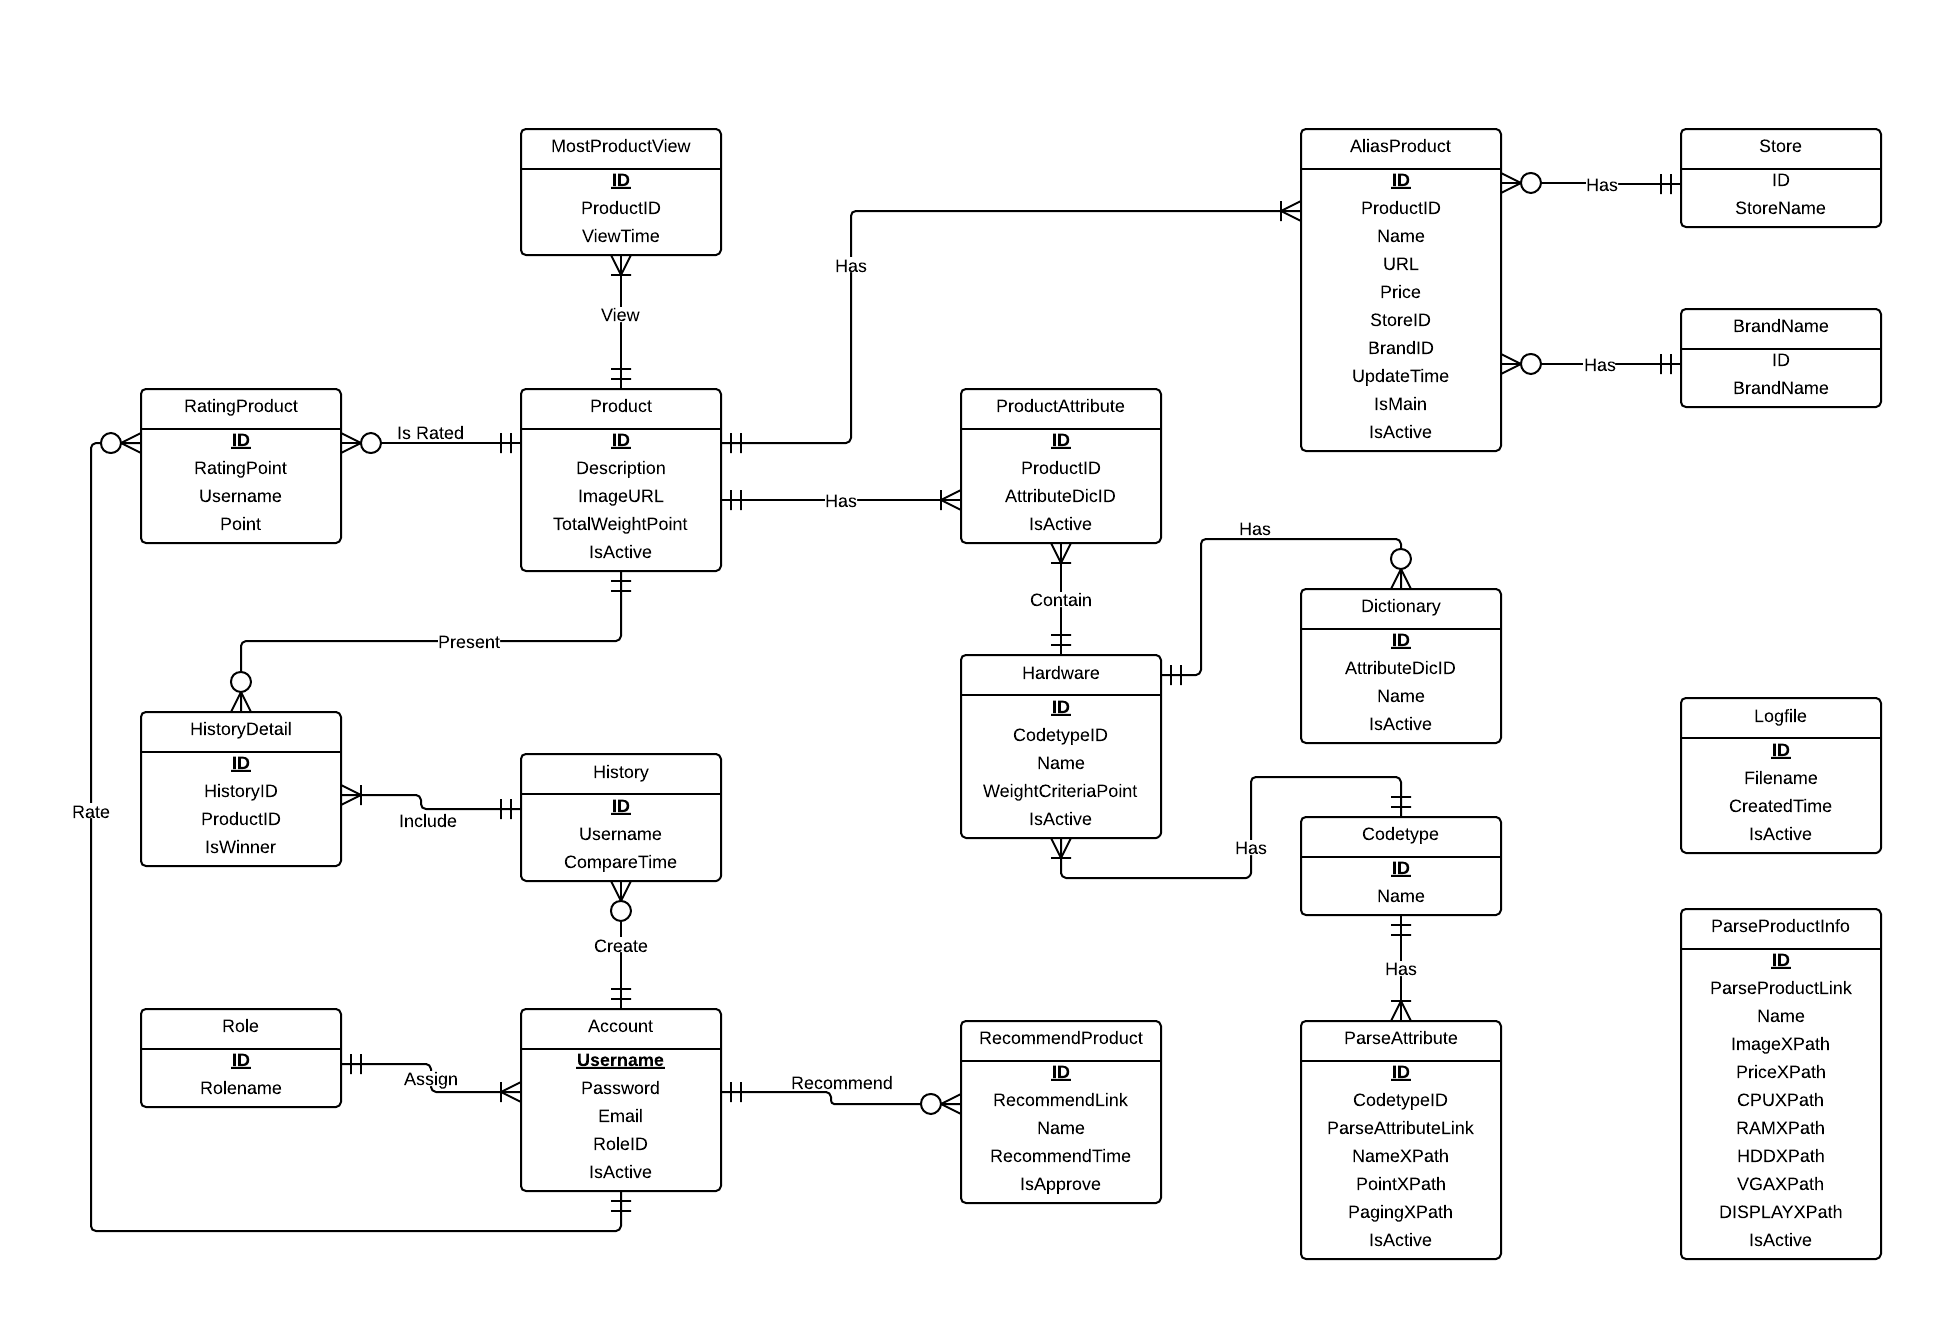 MostProductView
ID
ProductID
ViewTime
AliasProduct
ID
ProductID
Name
URL
Price
StoreID
BrandID
UpdateTime
IsMain
IsActive
Store
ID
StoreName
Has
Has
View
BrandName
ID
BrandName
Has
RatingProduct
ID
RatingPoint
Username
Point
Is Rated
Product
ID
Description
ImageURL
TotalWeightPoint
IsActive
Has
ProductAttribute
ID
ProductID
AttributeDicID
IsActive
Has
Contain
Dictionary
ID
AttributeDicID
Name
IsActive
Present
Hardware
ID
CodetypeID
Name
WeightCriteriaPoint
IsActive
HistoryDetail
ID
HistoryID
ProductID
IsWinner
Rate
Include
History
ID
Username
CompareTime
Logfile
ID
Filename
CreatedTime
IsActive
Has
Codetype
ID
Name
Create
Has
ParseProductInfo
ID
ParseProductLink
Name
ImageXPath
PriceXPath
CPUXPath
RAMXPath
HDDXPath
VGAXPath
DISPLAYXPath
IsActive
Role
ID
Rolename
Assign
Account
Username
Password
Email
RoleID
IsActive
Recommend
RecommendProduct
ID
RecommendLink
Name
RecommendTime
IsApprove
ParseAttribute
ID
CodetypeID
ParseAttributeLink
NameXPath
PointXPath
PagingXPath
IsActive